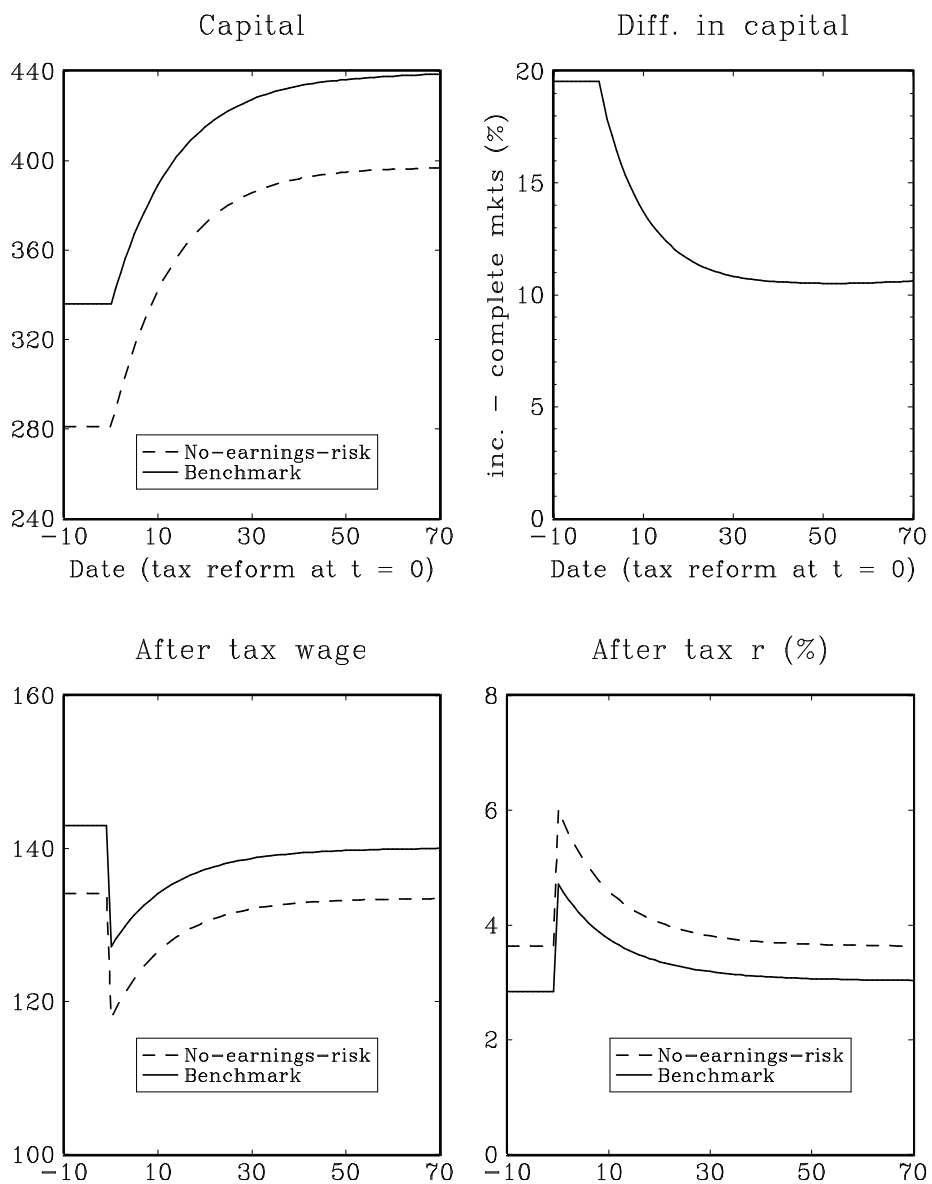 Capital
440
400
360
320
280
240
No-earnings-risk
Benchmark
-10 10 30 50 70
Date (tax reform at t = 0)
Diff. in capital
inc. - complete mkts (%)
20
15
10
5
0
-10 10 30 50 70
Date (tax reform at t = 0)
After tax wage
160
140
120
100
No-earnings-risk
Benchmark
-10 10 30 50 70
After tax r (%)
8
6
4
2
0
No-earnings-risk
Benchmark
-10 10 30 50 70